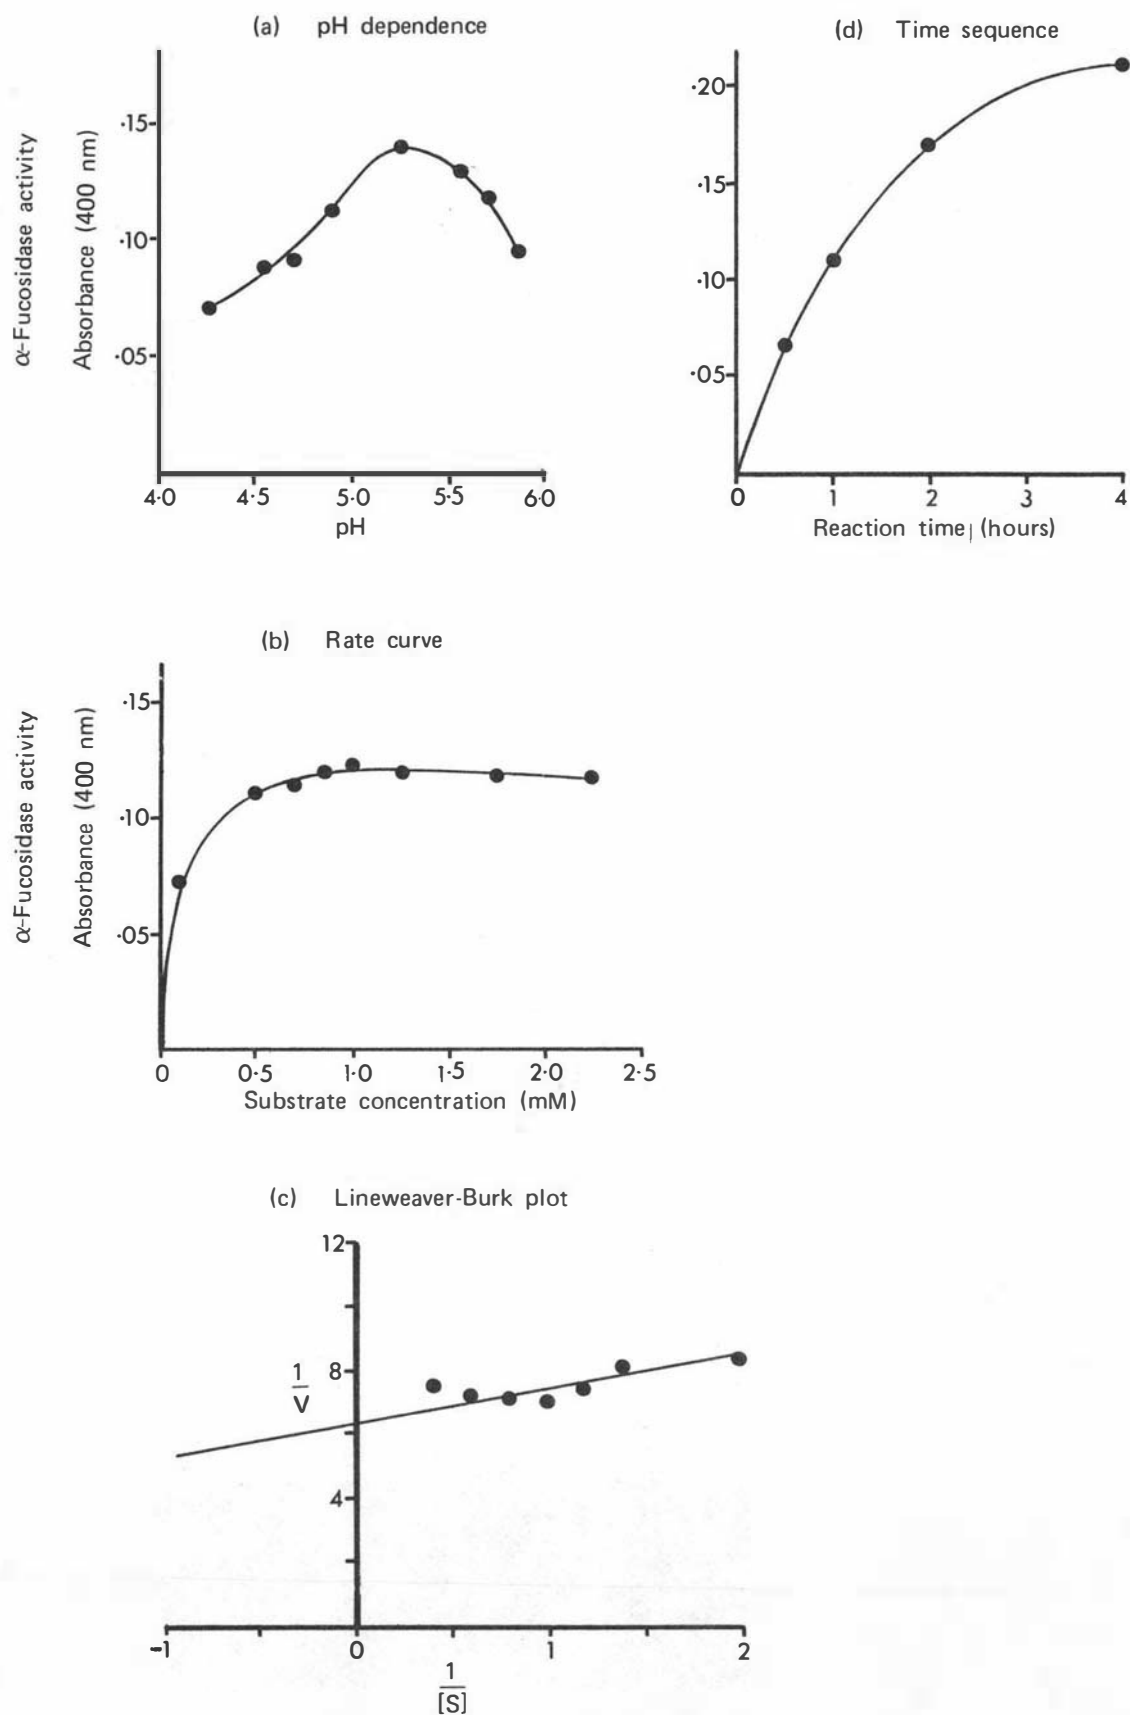 (a) pH dependence
α-Fucosidase activity
Absorbance (400 nm)
·15
·10
·05
4·0 4·5 5·0 5·5 6·0
pH
(d) Time sequence
·20
·15
·10
·05
0 1 2 3 4
Reaction time (hours)
(b) Rate curve
α-Fucosidase activity
Absorbance (400 nm)
·15
·10
·05
0 0·5 1·0 1·5 2·0 2·5
Substrate concentration (mM)
(c) Lineweaver-Burk plot
12
8
4
1
V
-1 0 1 2
1
[S]